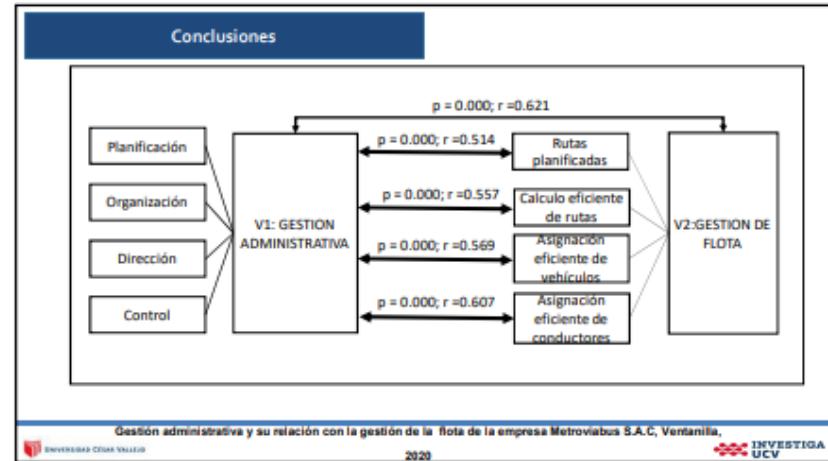 Conclusiones
p = 0.000; r =0.621
Planificación
Organización
Dirección
Control
V1: GESTION
ADMINISTRATIVA
p = 0.000; r =0.514
p = 0.000; r =0.557
p = 0.000; r =0.569
p = 0.000; r =0.607
Rutas
planificadas
Calculo eficiente
de rutas
Asignación
eficiente de
vehículos
Asignación
eficiente de
conductores
V2:GESTION DE
FLOTA
Gestión administrativa y su relación con la gestión de la flota de la empresa Metroviabus S.A.C, Ventanilla,
2020
UNIVERSIDAD CÉSAR VALLEJO
INVESTIGA
UCV